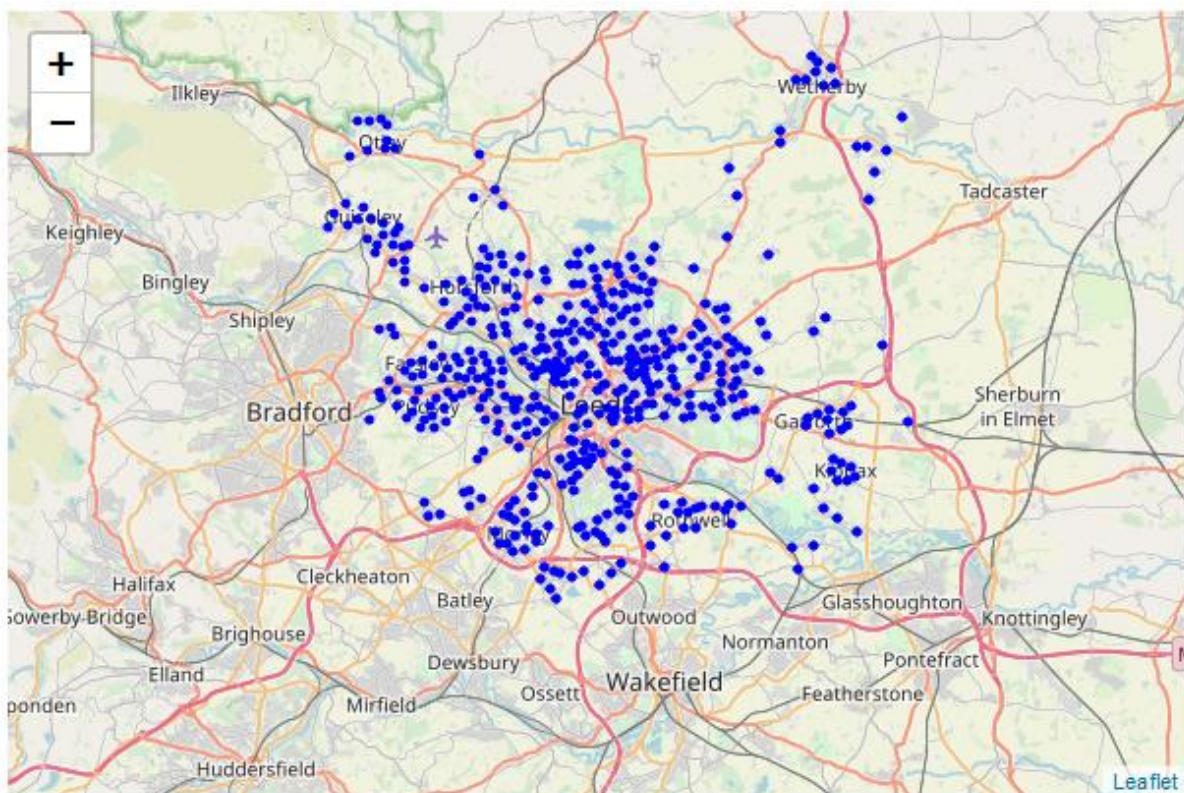 +
−
Ilkley
Wetherby
Otley
Tadcaster
Guiseley
Keighley
Bingley
Horsforth
Shipley
Farsley
Sherburn
in Elmet
Bradford
Pudsey
Leeds
Garforth
Kippax
Rothwell
Morley
Halifax
Cleckheaton
Batley
Glasshoughton
Sowerby Bridge
Outwood
Knottingley
Brighouse
Normanton
Elland
Dewsbury
Pontefract
M
Wakefield
Ossett
Featherstone
ponden
Mirfield
Huddersfield
Leaflet